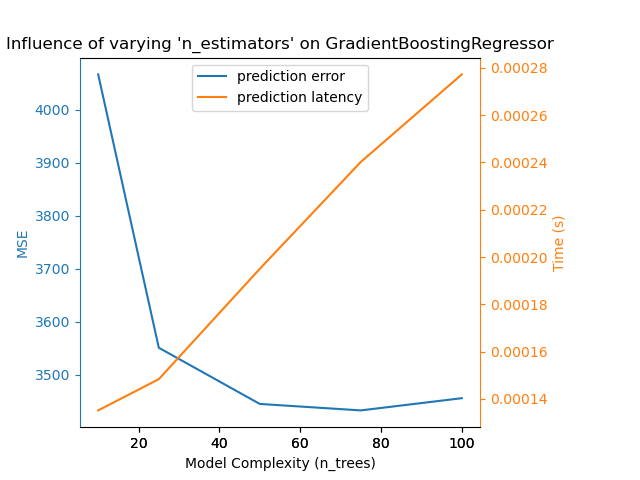 Influence of varying 'n_estimators' on GradientBoostingRegressor
prediction error
prediction latency
4000
3900
3800
3700
3600
3500
MSE
0.00028
0.00026
0.00024
0.00022
0.00020
0.00018
0.00016
0.00014
Time (s)
20 40 60 80 100
Model Complexity (n_trees)